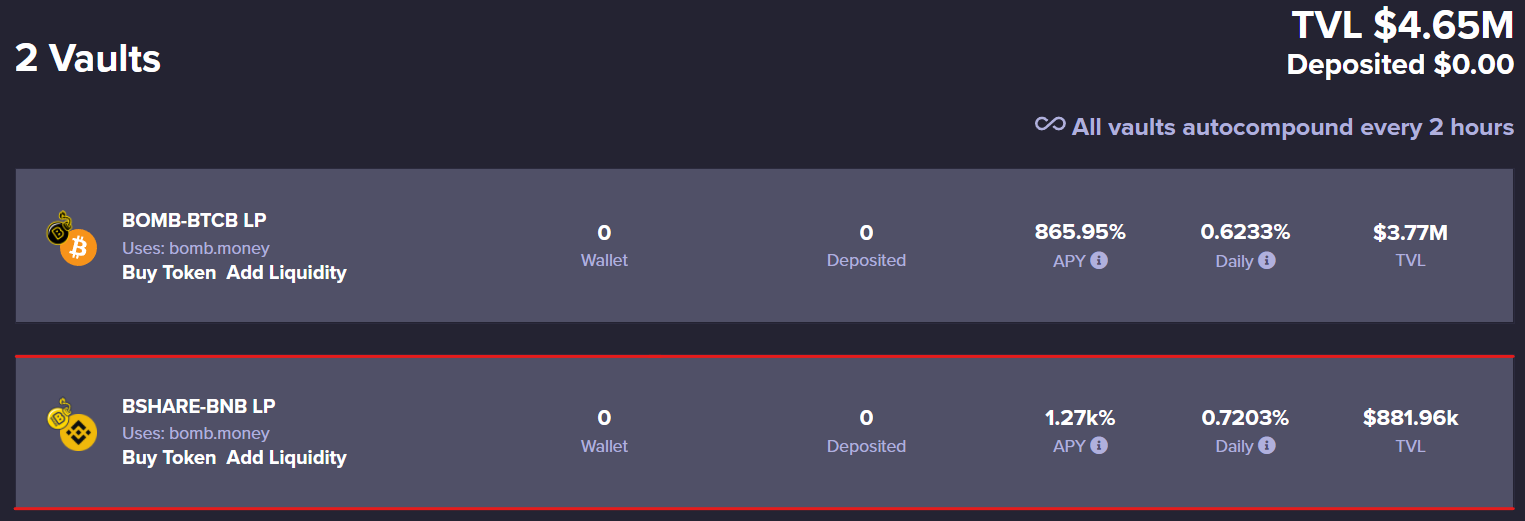 2 Vaults
TVL $4.65M
Deposited $0.00
All vaults autocompound every 2 hours
BOMB-BTCB LP
Uses: bomb.money
Buy Token Add Liquidity
0
Wallet
0
Deposited
865.95%
APY
0.6233%
Daily
$3.77M
TVL
BSHARE-BNB LP
Uses: bomb.money
Buy Token Add Liquidity
0
Wallet
0
Deposited
1.27k%
APY
0.7203%
Daily
$881.96k
TVL